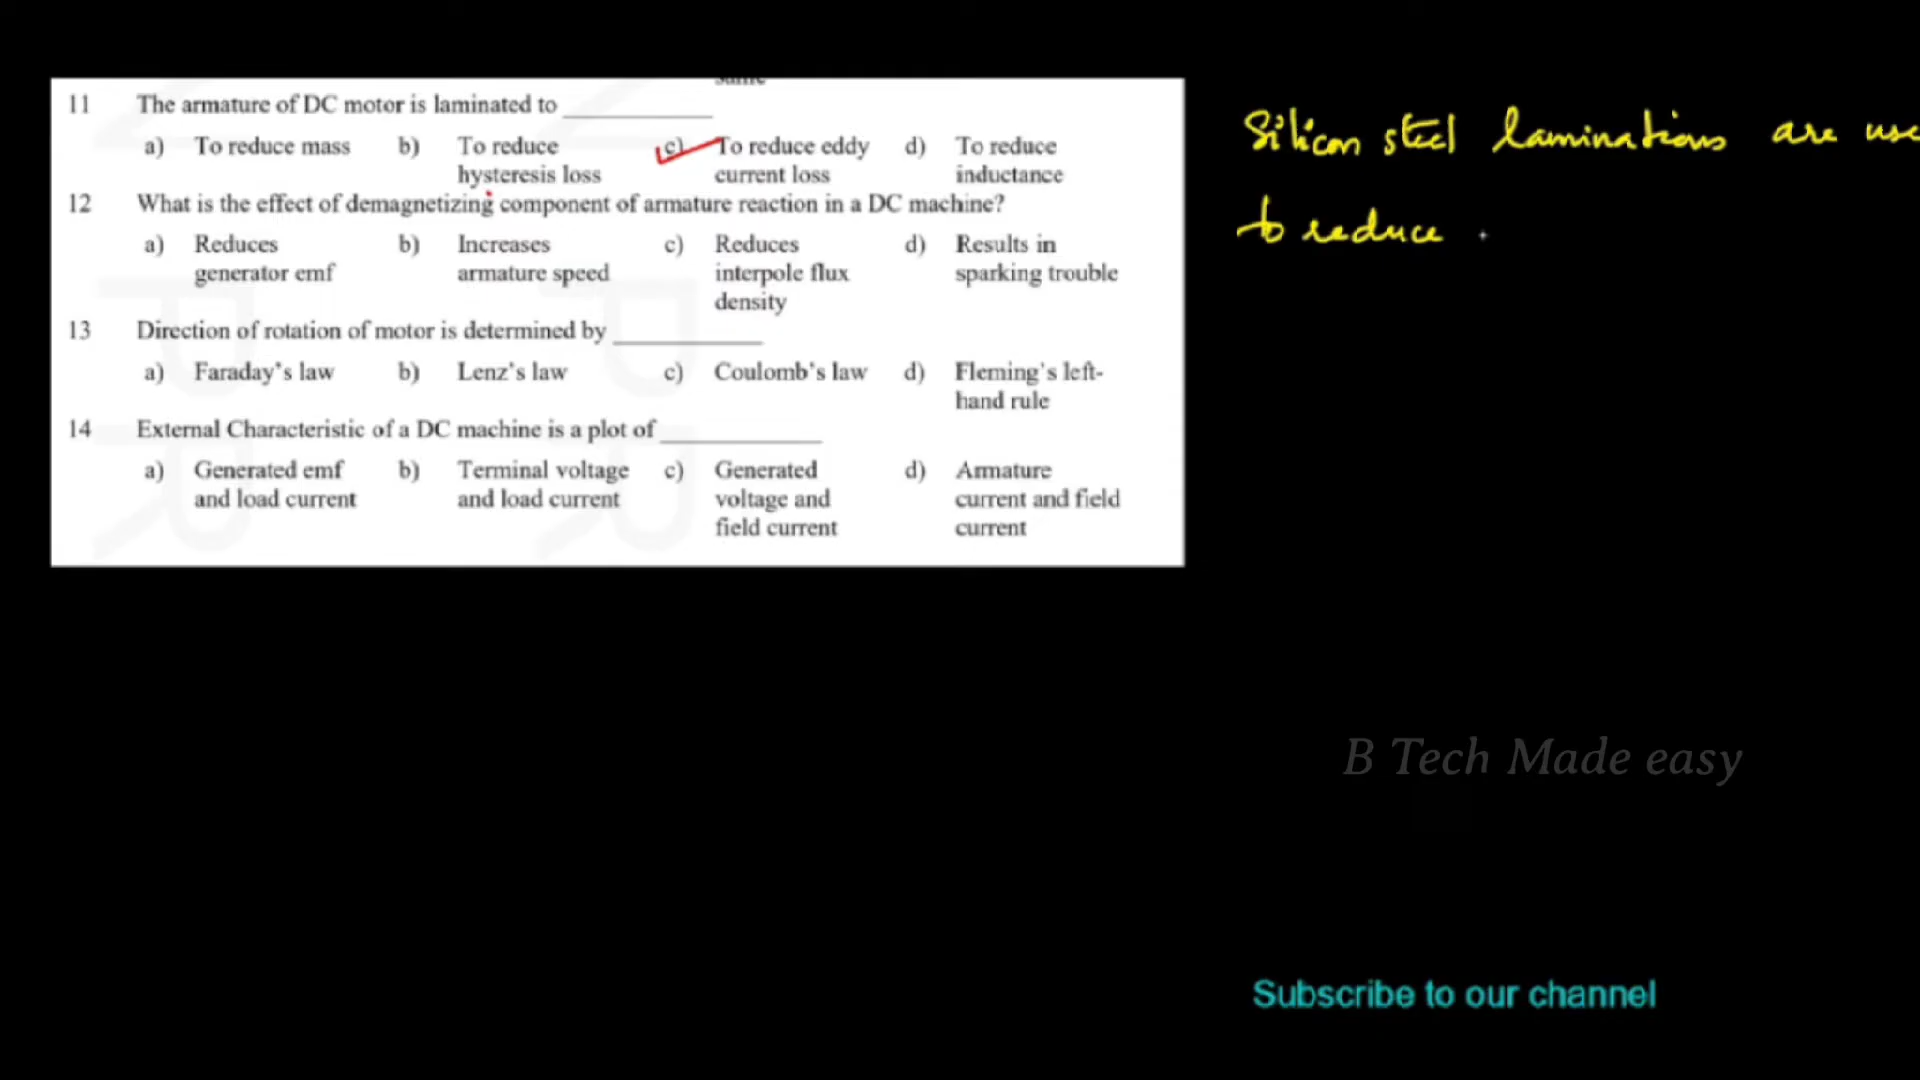 11 The armature of DC motor is laminated to __________
a) To reduce mass b) To reduce c) To reduce eddy d) To reduce
hysteresis loss current loss inductance
12 What is the effect of demagnetizing component of armature reaction in a DC machine?
a) Reduces b) Increases c) Reduces d) Results in
generator emf armature speed interpole flux sparking trouble
density
13 Direction of rotation of motor is determined by __________
a) Faraday's law b) Lenz's law c) Coulomb's law d) Fleming's left-
hand rule
14 External Characteristic of a DC machine is a plot of __________
a) Generated emf b) Terminal voltage c) Generated d) Armature
and load current and load current voltage and current and field
field current current
Silicon steel laminations are use
to reduce
B Tech Made easy
Subscribe to our channel